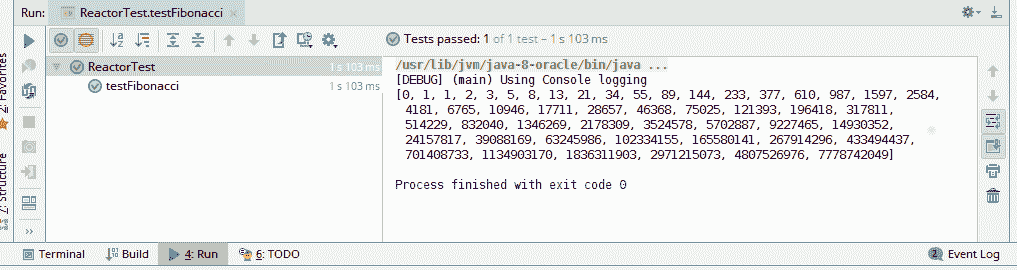 Run: ReactorTest.testFibonacci
Tests passed: 1 of 1 test – 1 s 103 ms
ReactorTest 1 s 103 ms
testFibonacci 1 s 103 ms
/usr/lib/jvm/java-8-oracle/bin/java ...
[DEBUG] (main) Using Console logging
[0, 1, 1, 2, 3, 5, 8, 13, 21, 34, 55, 89, 144, 233, 377, 610, 987, 1597, 2584,
4181, 6765, 10946, 17711, 28657, 46368, 75025, 121393, 196418, 317811,
514229, 832040, 1346269, 2178309, 3524578, 5702887, 9227465, 14930352,
24157817, 39088169, 63245986, 102334155, 165580141, 267914296, 433494437,
701408733, 1134903170, 1836311903, 2971215073, 4807526976, 7778742049]
Process finished with exit code 0
2: Favorites
7: Structure
Terminal Build 4: Run 6: TODO 2 Event Log